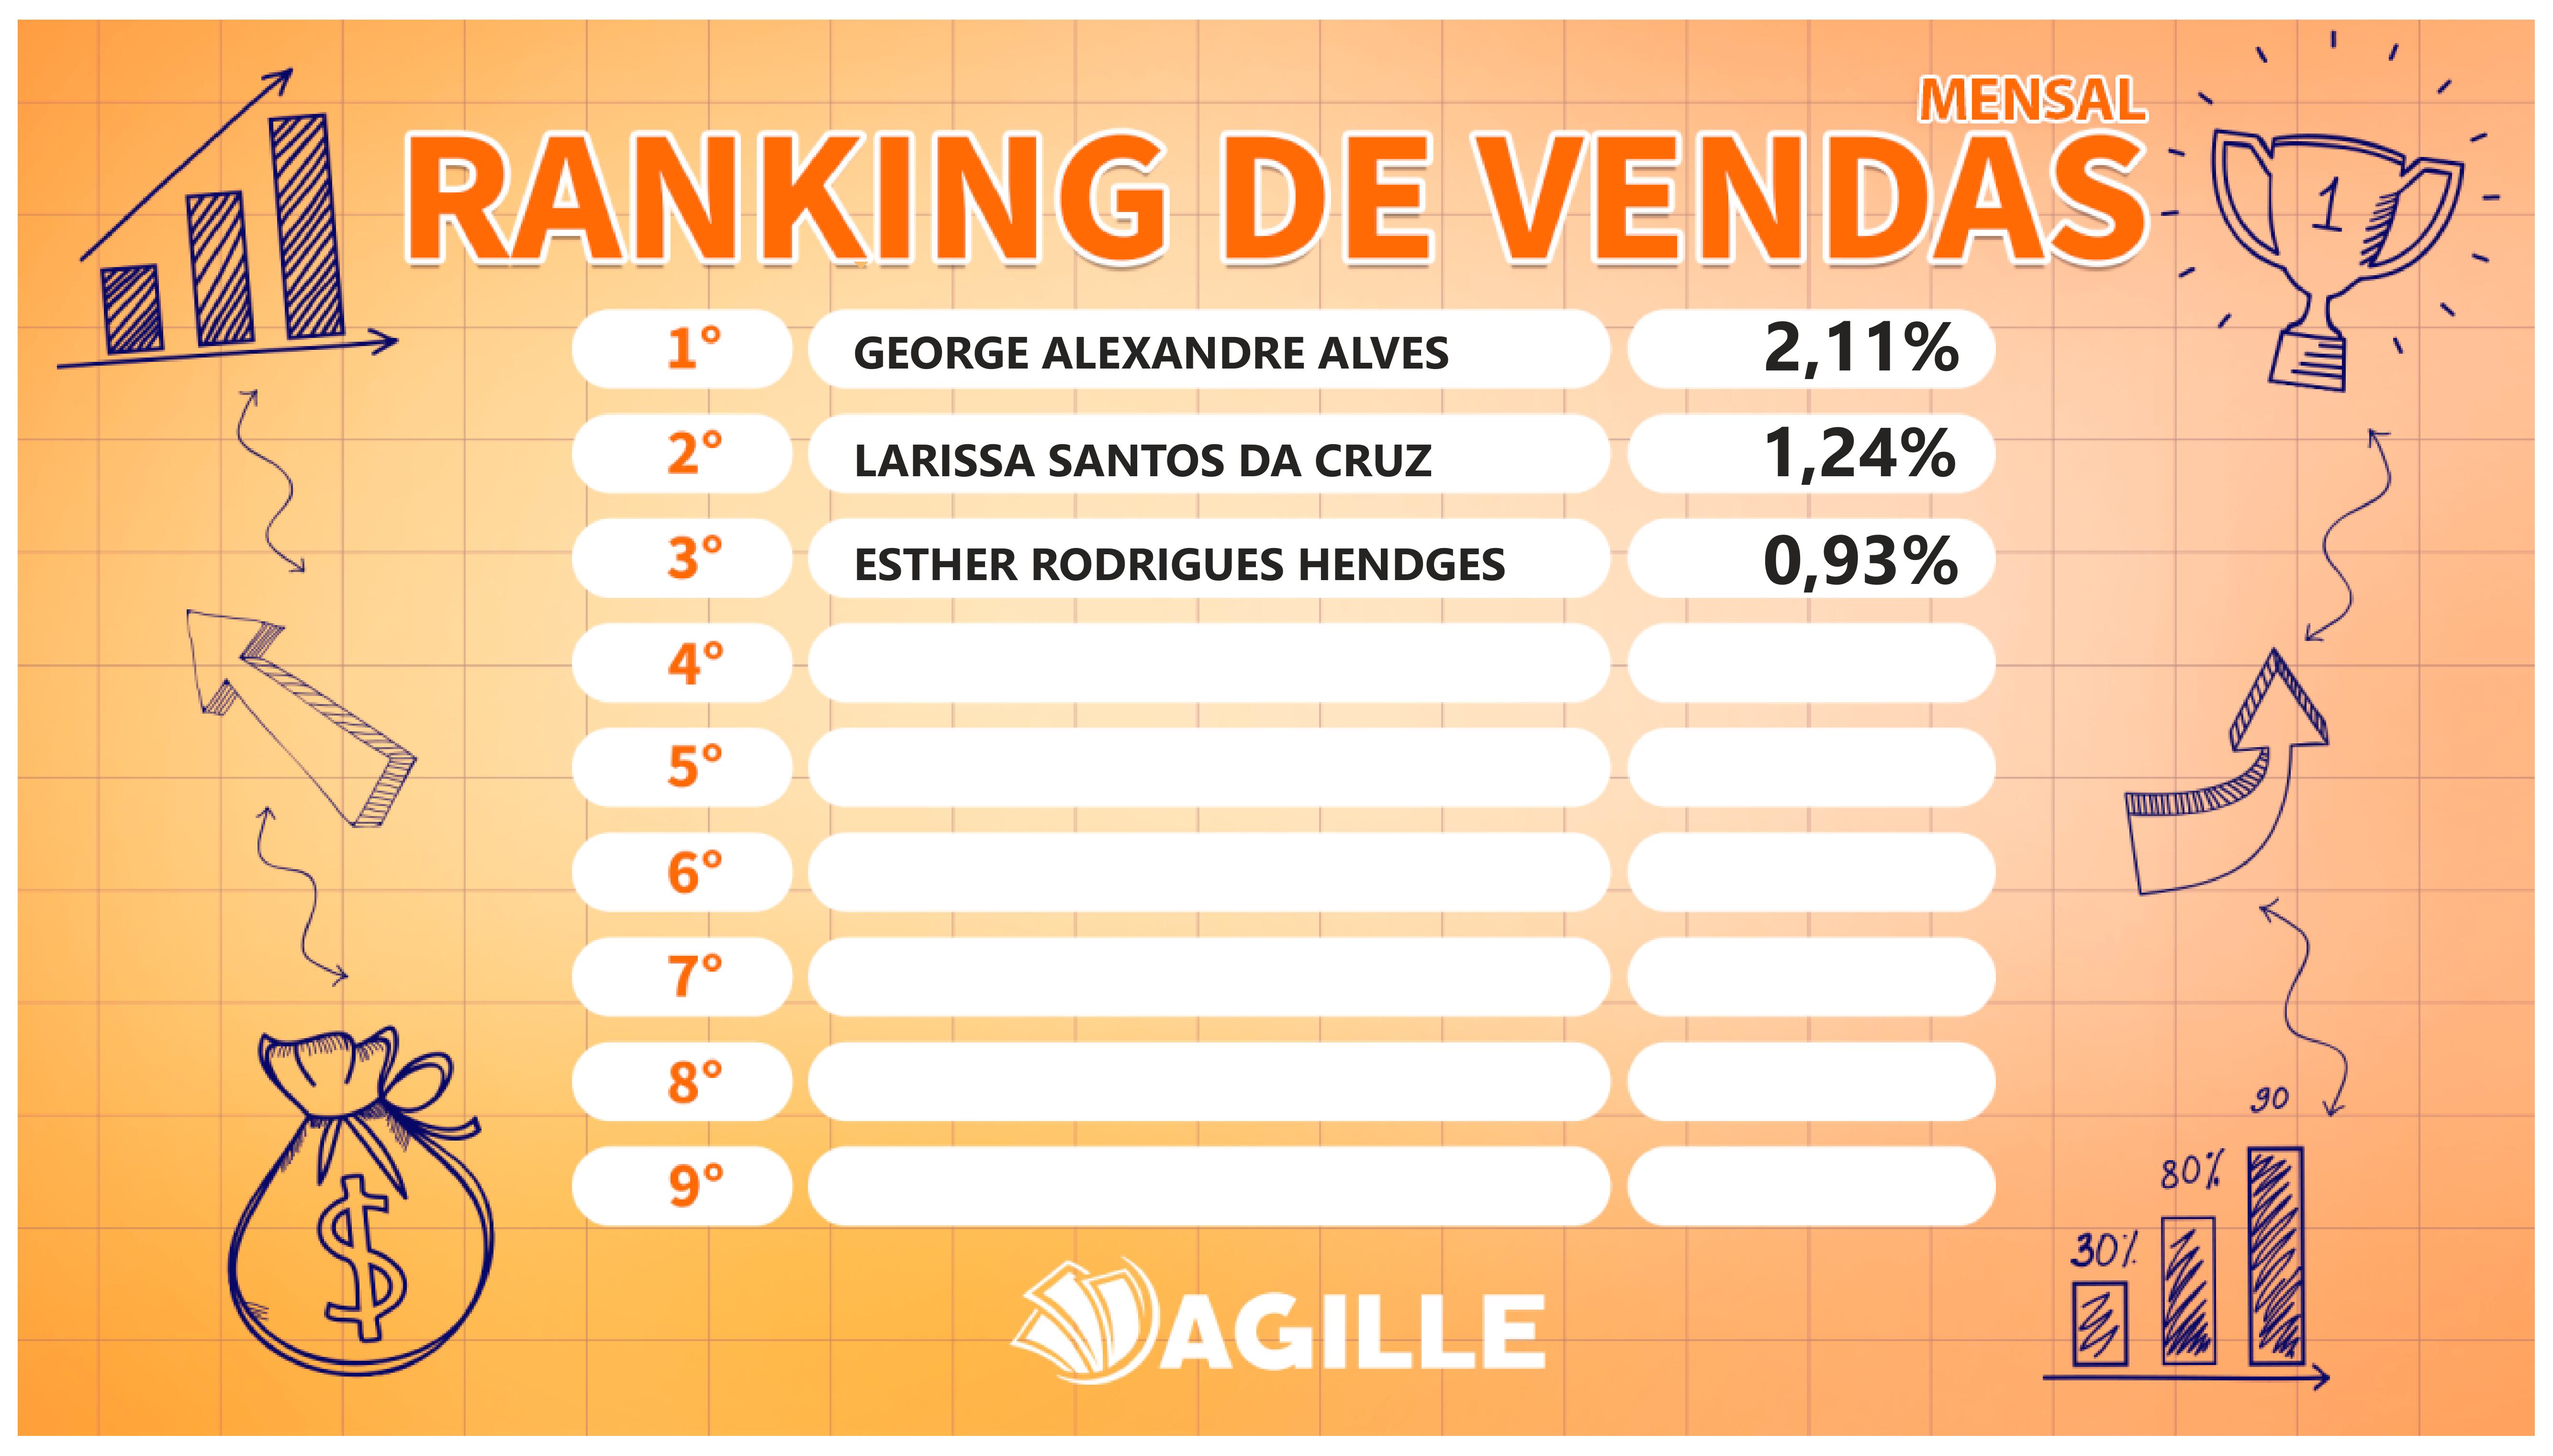 MENSAL
RANKING DE VENDAS
1° GEORGE ALEXANDRE ALVES 2,11%
2° LARISSA SANTOS DA CRUZ 1,24%
3° ESTHER RODRIGUES HENDGES 0,93%
4°
5°
6°
7°
8°
9°
1
$
90
80%
30%
AGILLE